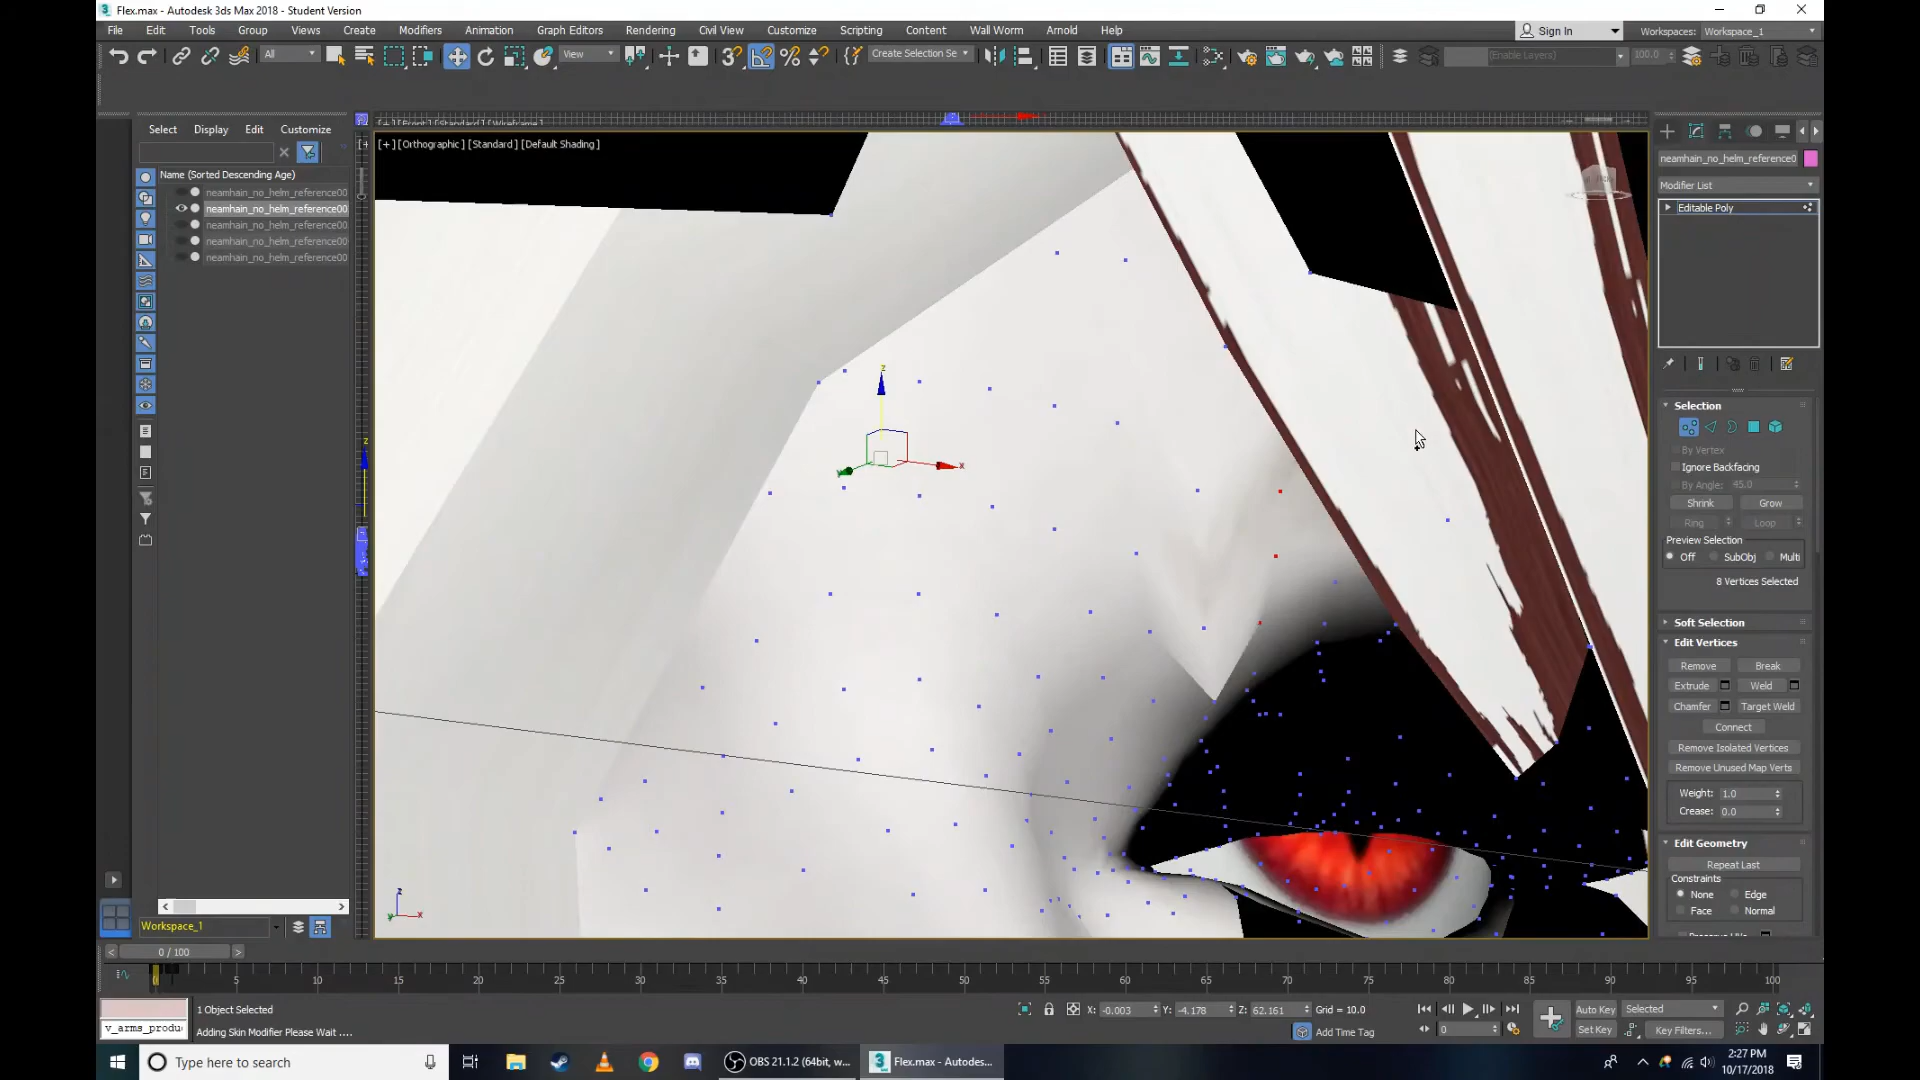 Flex.max - Autodesk 3ds Max 2018 - Student Version
File Edit Tools Group Views Create Modifiers Animation Graph Editors Rendering Civil View Customize Scripting Content Wall Worm Arnold Help Sign In Workspaces: Workspace_1
All View Create Selection Se (Enable Layers) 100.0
Select Display Edit Customize
Name (Sorted Descending Age)
neamhain_no_helm_reference00
neamhain_no_helm_reference00
neamhain_no_helm_reference00
neamhain_no_helm_reference00
neamhain_no_helm_reference00
[+][Front][Standard][Wireframe]
[+][Orthographic][Standard][Default Shading]
neamhain_no_helm_reference0
Modifier List
Editable Poly
Selection
By Vertex
Ignore Backfacing
By Angle: 45.0
Shrink Grow
Ring Loop
Preview Selection
Off SubObj Multi
8 Vertices Selected
Soft Selection
Edit Vertices
Remove Break
Extrude Weld
Chamfer Target Weld
Connect
Remove Isolated Vertices
Remove Unused Map Verts
Weight: 1.0
Crease: 0.0
Edit Geometry
Repeat Last
Constraints
None Edge
Face Normal
Workspace_1
0 / 100
0 5 10 15 20 25 30 35 40 45 50 55 60 65 70 75 80 85 90 95 100
1 Object Selected
X: -0.003 Y: -4.178 Z: 62.161 Grid = 10.0
Auto Key Selected
v_arms_produ
Adding Skin Modifier Please Wait ....
Add Time Tag
0
Set Key Key Filters...
Type here to search
OBS 21.1.2 (64bit, w...
Flex.max - Autodes...
2:27 PM
10/17/2018
z
x
y